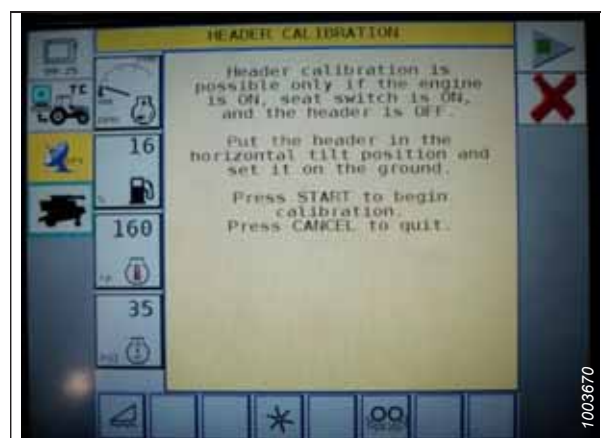 HEADER CALIBRATION
Header calibration is
possible only if the engine
is ON, seat switch is ON,
and the header is OFF.
Put the header in the
horizontal tilt position and
set it on the ground.
Press START to begin
calibration.
Press CANCEL to quit.
TC
16
160
35
1003670